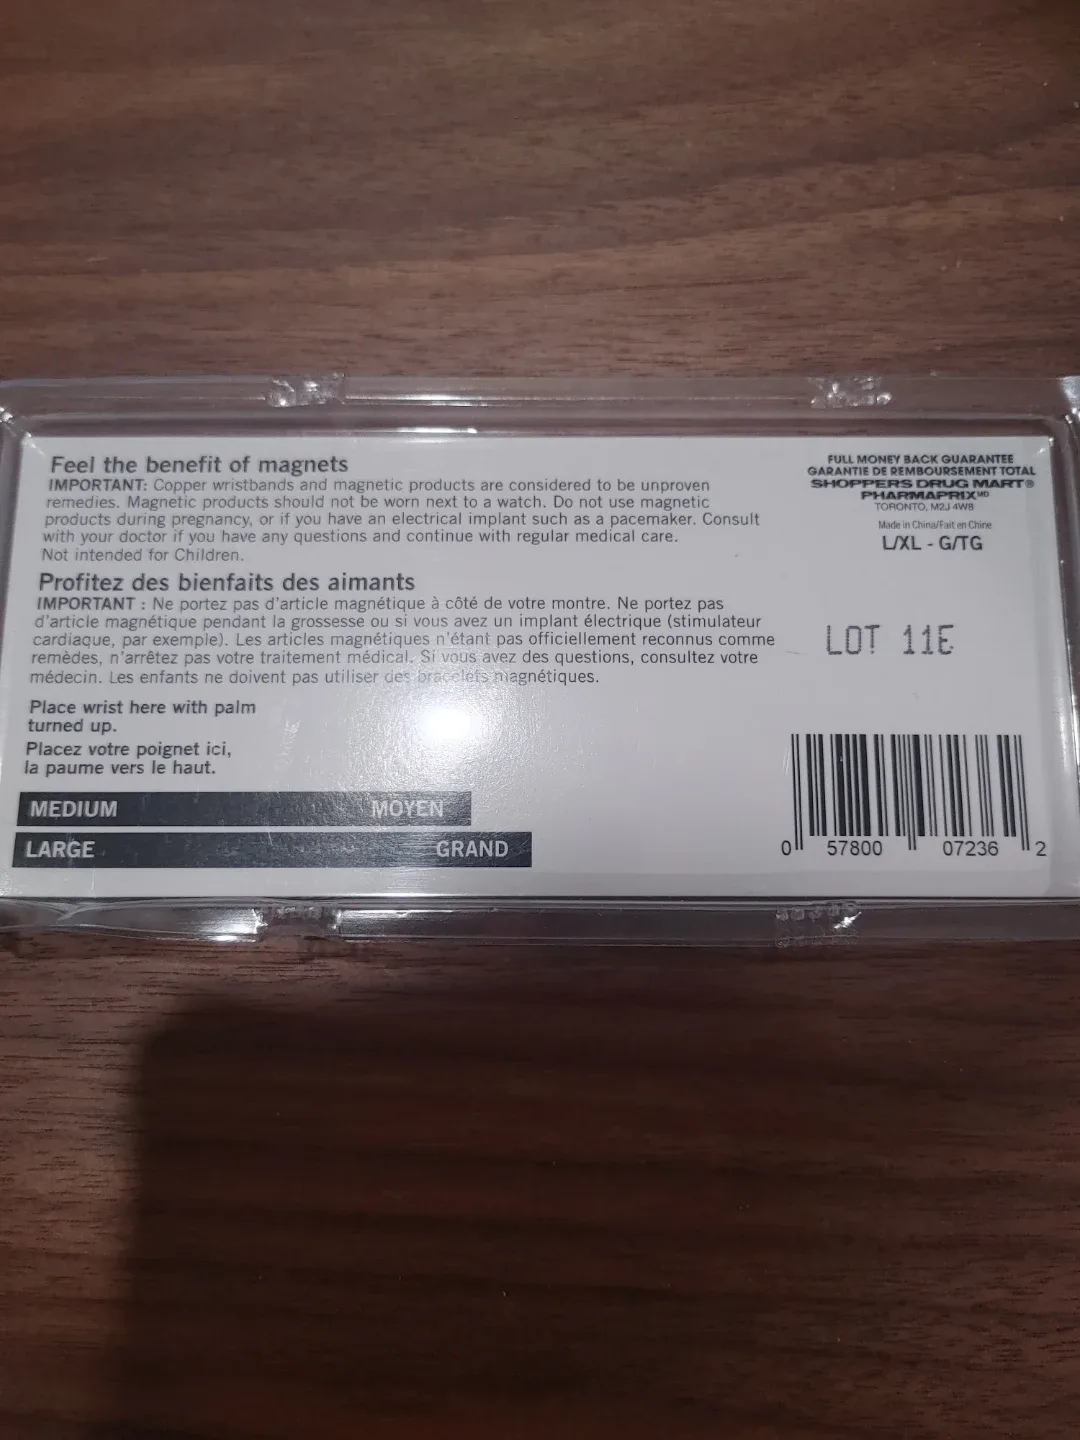 Feel the benefit of magnets
IMPORTANT: Copper wristbands and magnetic products are considered to be unproven
remedies. Magnetic products should not be worn next to a watch. Do not use magnetic
products during pregnancy, or if you have an electrical implant such as a pacemaker. Consult
with your doctor if you have any questions and continue with regular medical care.
Not intended for Children.
Profitez des bienfaits des aimants
IMPORTANT : Ne portez pas d'article magnétique à côté de votre montre. Ne portez pas
d'article magnétique pendant la grossesse ou si vous avez un implant électrique (stimulateur
cardiaque, par exemple). Les articles magnétiques n'étant pas officiellement reconnus comme
remèdes, n'arrêtez pas votre traitement médical. Si vous avez des questions, consultez votre
médecin. Les enfants ne doivent pas utiliser des bracelets magnétiques.
Place wrist here with palm
turned up.
Placez votre poignet ici,
la paume vers le haut.
MEDIUM MOYEN
LARGE GRAND
FULL MONEY BACK GUARANTEE
GARANTIE DE REMBOURSEMENT TOTAL
SHOPPERS DRUG MART®
PHARMAPRIX MD
TORONTO, M2J 4W8
Made in China/Fait en Chine
L/XL - G/TG
LOT 11E
0 57800 07236 2